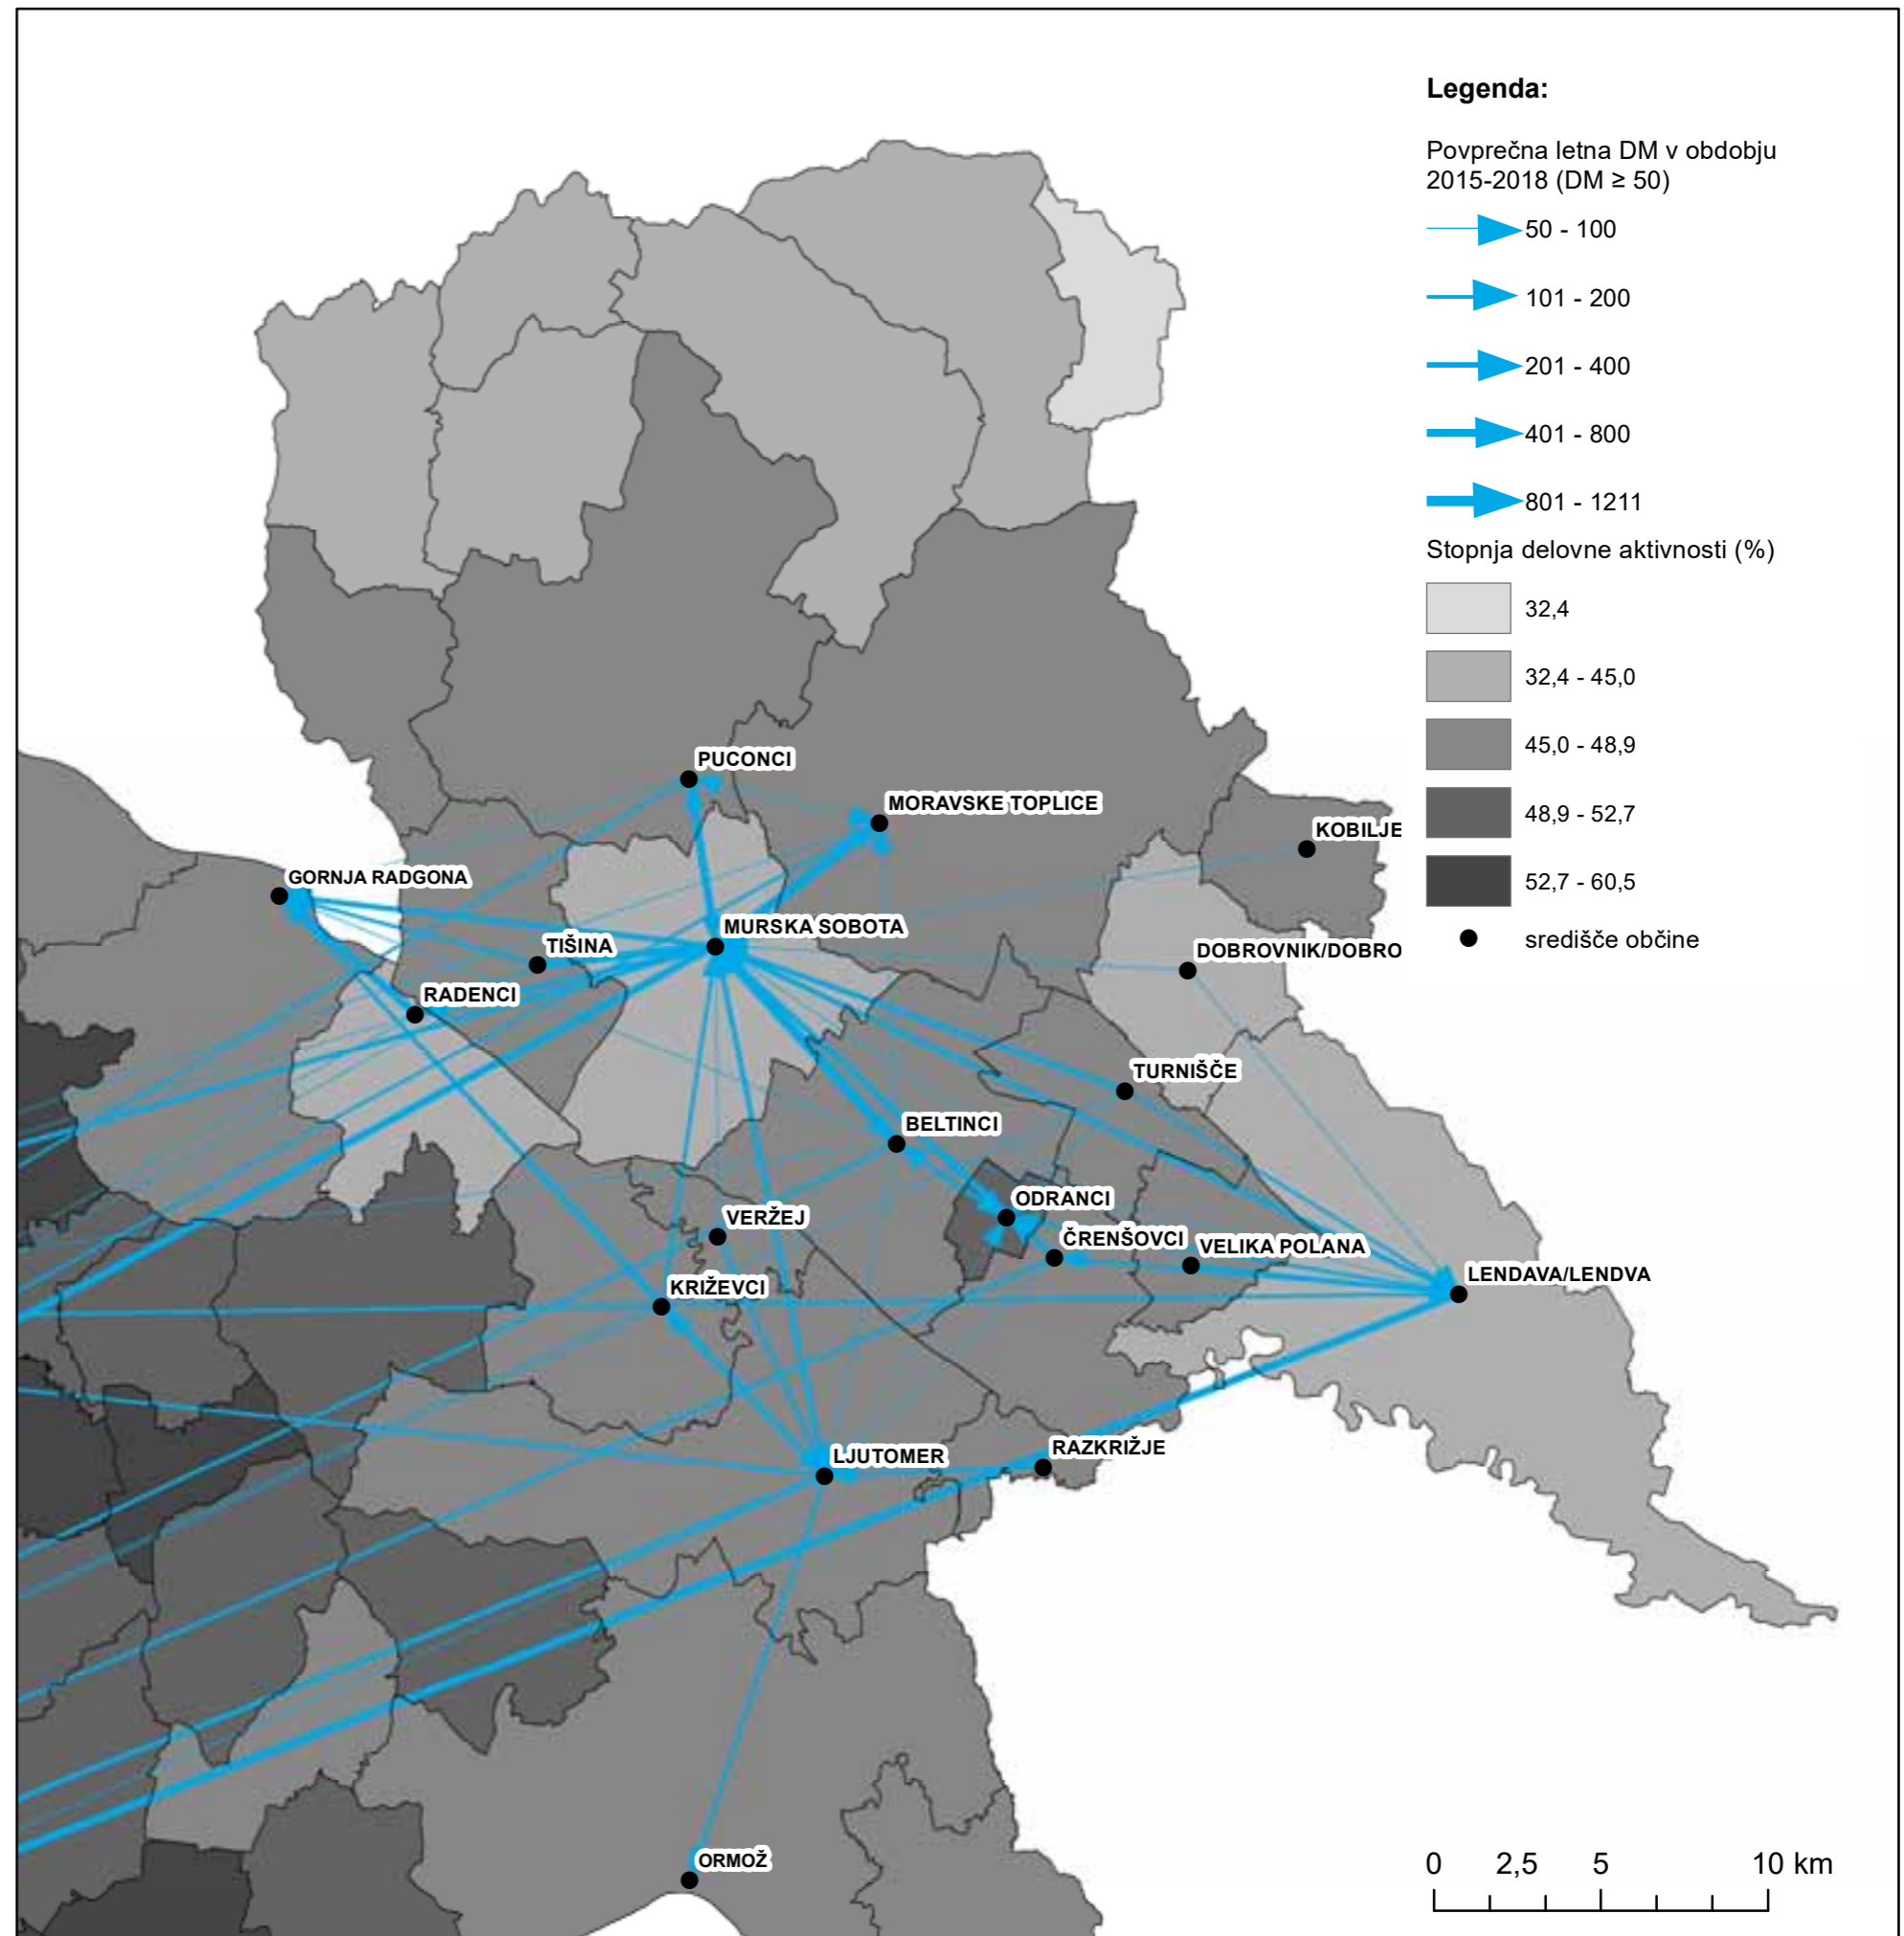 Legenda:
Povprečna letna DM v obdobju
2015-2018 (DM ≥ 50)
50 - 100
101 - 200
201 - 400
401 - 800
801 - 1211
Stopnja delovne aktivnosti (%)
32,4
32,4 - 45,0
45,0 - 48,9
48,9 - 52,7
52,7 - 60,5
središče občine
PUCONCI
MORAVSKE TOPLICE
KOBILJE
GORNJA RADGONA
MURSKA SOBOTA
TIŠINA
DOBROVNIK/DOBRO
RADENCI
TURNIŠČE
BELTINCI
ODRANCI
VERŽEJ
ČRENŠOVCI
VELIKA POLANA
KRIŽEVCI
LENDAVA/LENDVA
LJUTOMER
RAZKRIŽJE
ORMOŽ
0 2,5 5 10 km